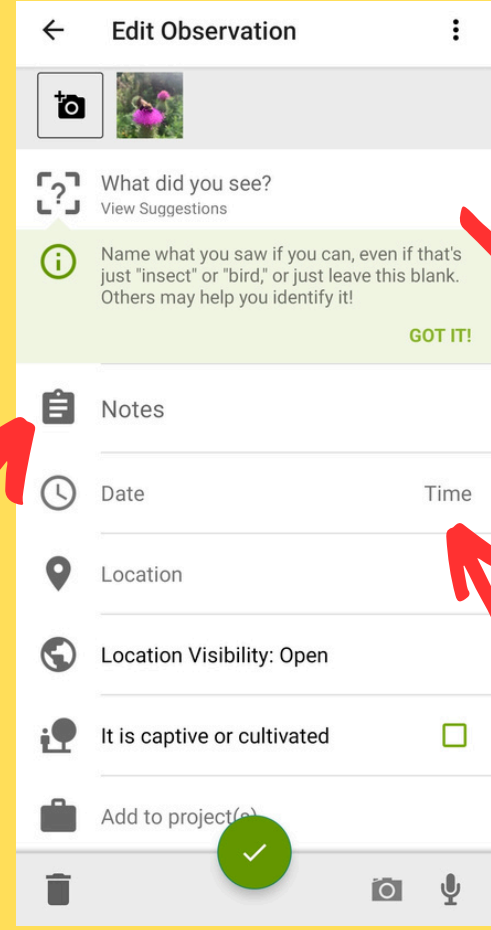 Edit Observation
What did you see?
View Suggestions
Name what you saw if you can, even if that's
just "insect" or "bird," or just leave this blank.
Others may help you identify it!
GOT IT!
Notes
Date Time
Location
Location Visibility: Open
It is captive or cultivated
Add to project(s)